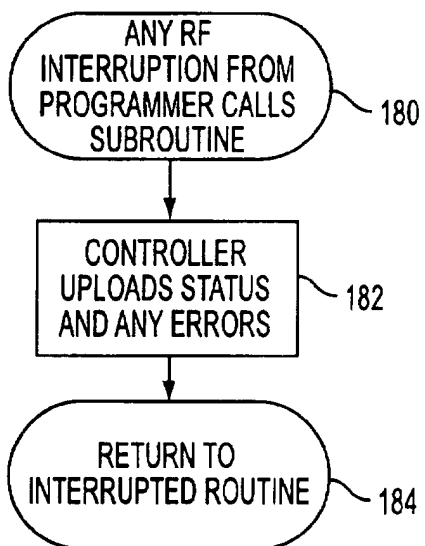 ANY RF
INTERRUPTION FROM
PROGRAMMER CALLS
SUBROUTINE
180
CONTROLLER
UPLOADS STATUS
AND ANY ERRORS
182
RETURN TO
INTERRUPTED ROUTINE
184